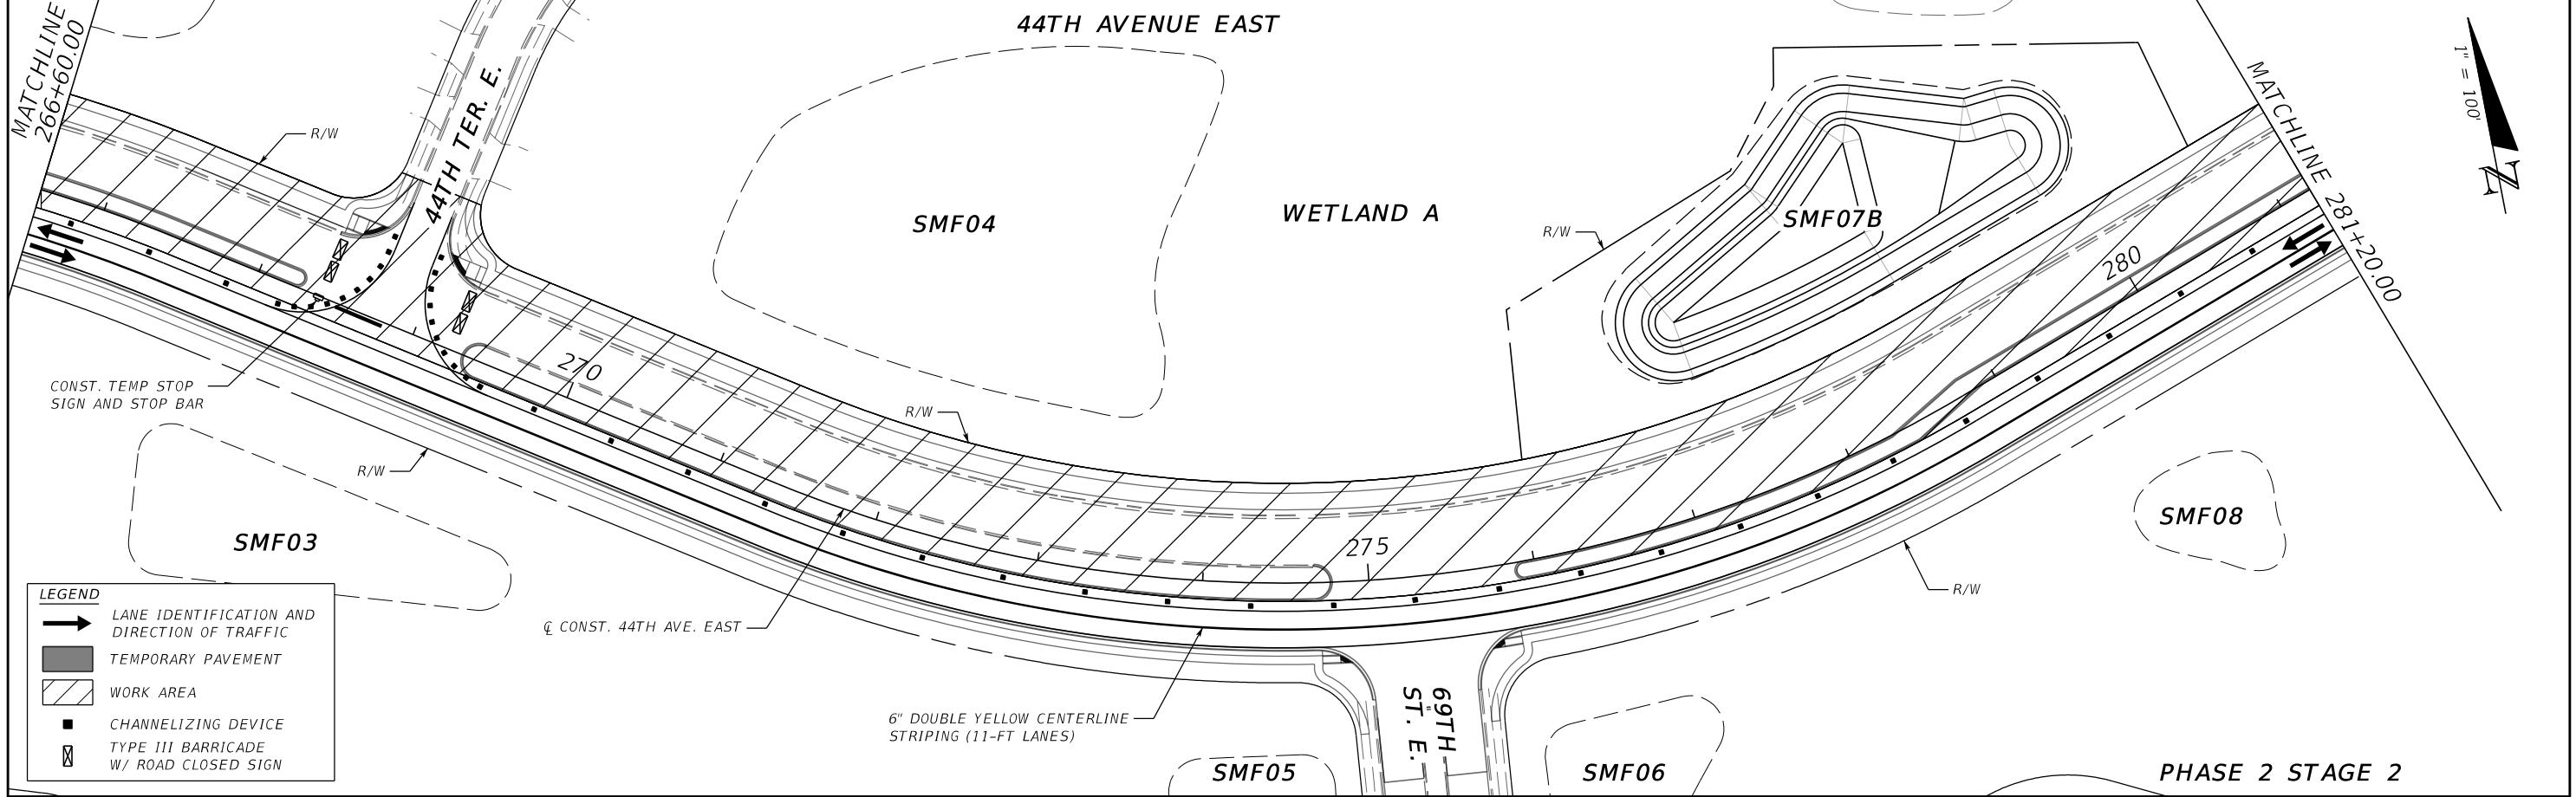 44TH AVENUE EAST
MATCHLINE
266+60.00
44TH TER. E.
R/W
SMF04
WETLAND A
R/W
SMF07B
MATCHLINE 281+20.00
1" = 100'
N
280
CONST. TEMP STOP
SIGN AND STOP BAR
270
R/W
R/W
SMF03
275
SMF08
R/W
LEGEND
LANE IDENTIFICATION AND
DIRECTION OF TRAFFIC
TEMPORARY PAVEMENT
WORK AREA
CHANNELIZING DEVICE
TYPE III BARRICADE
W/ ROAD CLOSED SIGN
℄ CONST. 44TH AVE. EAST
6" DOUBLE YELLOW CENTERLINE
STRIPING (11-FT LANES)
69TH
ST. E.
SMF05
SMF06
PHASE 2 STAGE 2